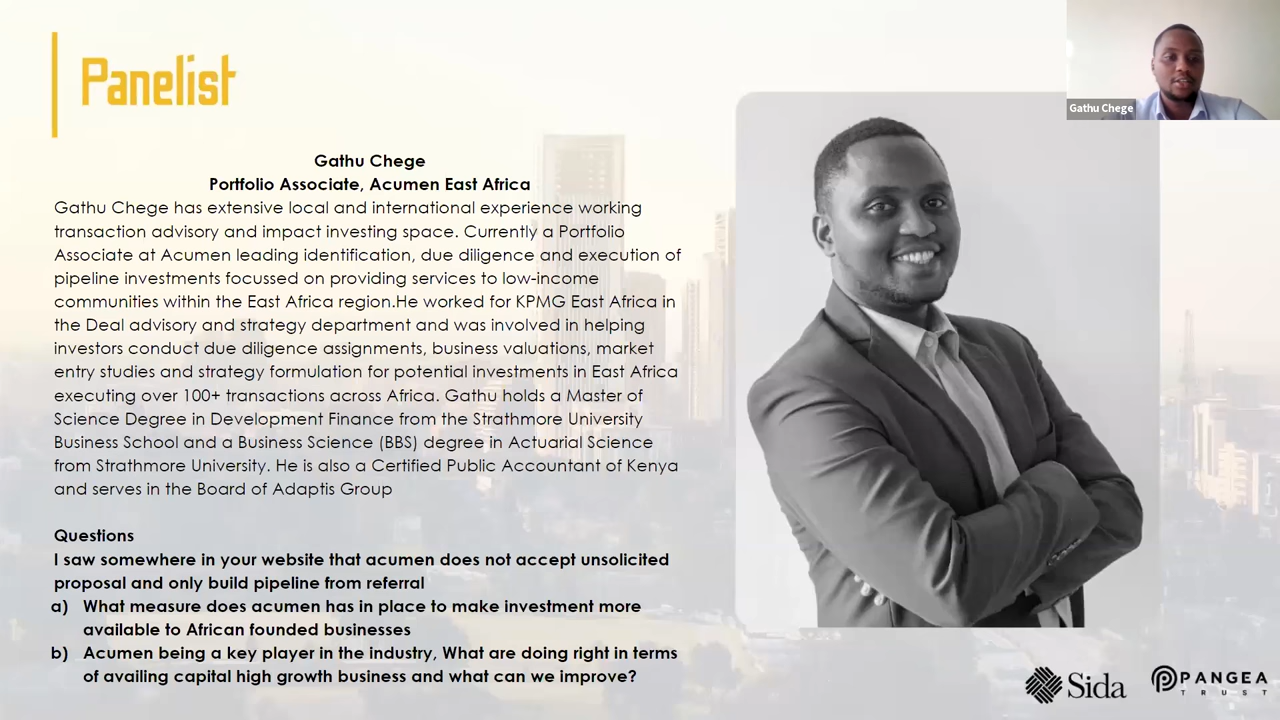 Panelist
Gathu Chege
Gathu Chege
Portfolio Associate, Acumen East Africa
Gathu Chege has extensive local and international experience working
transaction advisory and impact investing space. Currently a Portfolio
Associate at Acumen leading identification, due diligence and execution of
pipeline investments focussed on providing services to low-income
communities within the East Africa region.He worked for KPMG East Africa in
the Deal advisory and strategy department and was involved in helping
investors conduct due diligence assignments, business valuations, market
entry studies and strategy formulation for potential investments in East Africa
executing over 100+ transactions across Africa. Gathu holds a Master of
Science Degree in Development Finance from the Strathmore University
Business School and a Business Science (BBS) degree in Actuarial Science
from Strathmore University. He is also a Certified Public Accountant of Kenya
and serves in the Board of Adaptis Group
Questions
I saw somewhere in your website that acumen does not accept unsolicited
proposal and only build pipeline from referral
a) What measure does acumen has in place to make investment more
available to African founded businesses
b) Acumen being a key player in the industry, What are doing right in terms
of availing capital high growth business and what can we improve?
Sida
PANGEA
TRUST